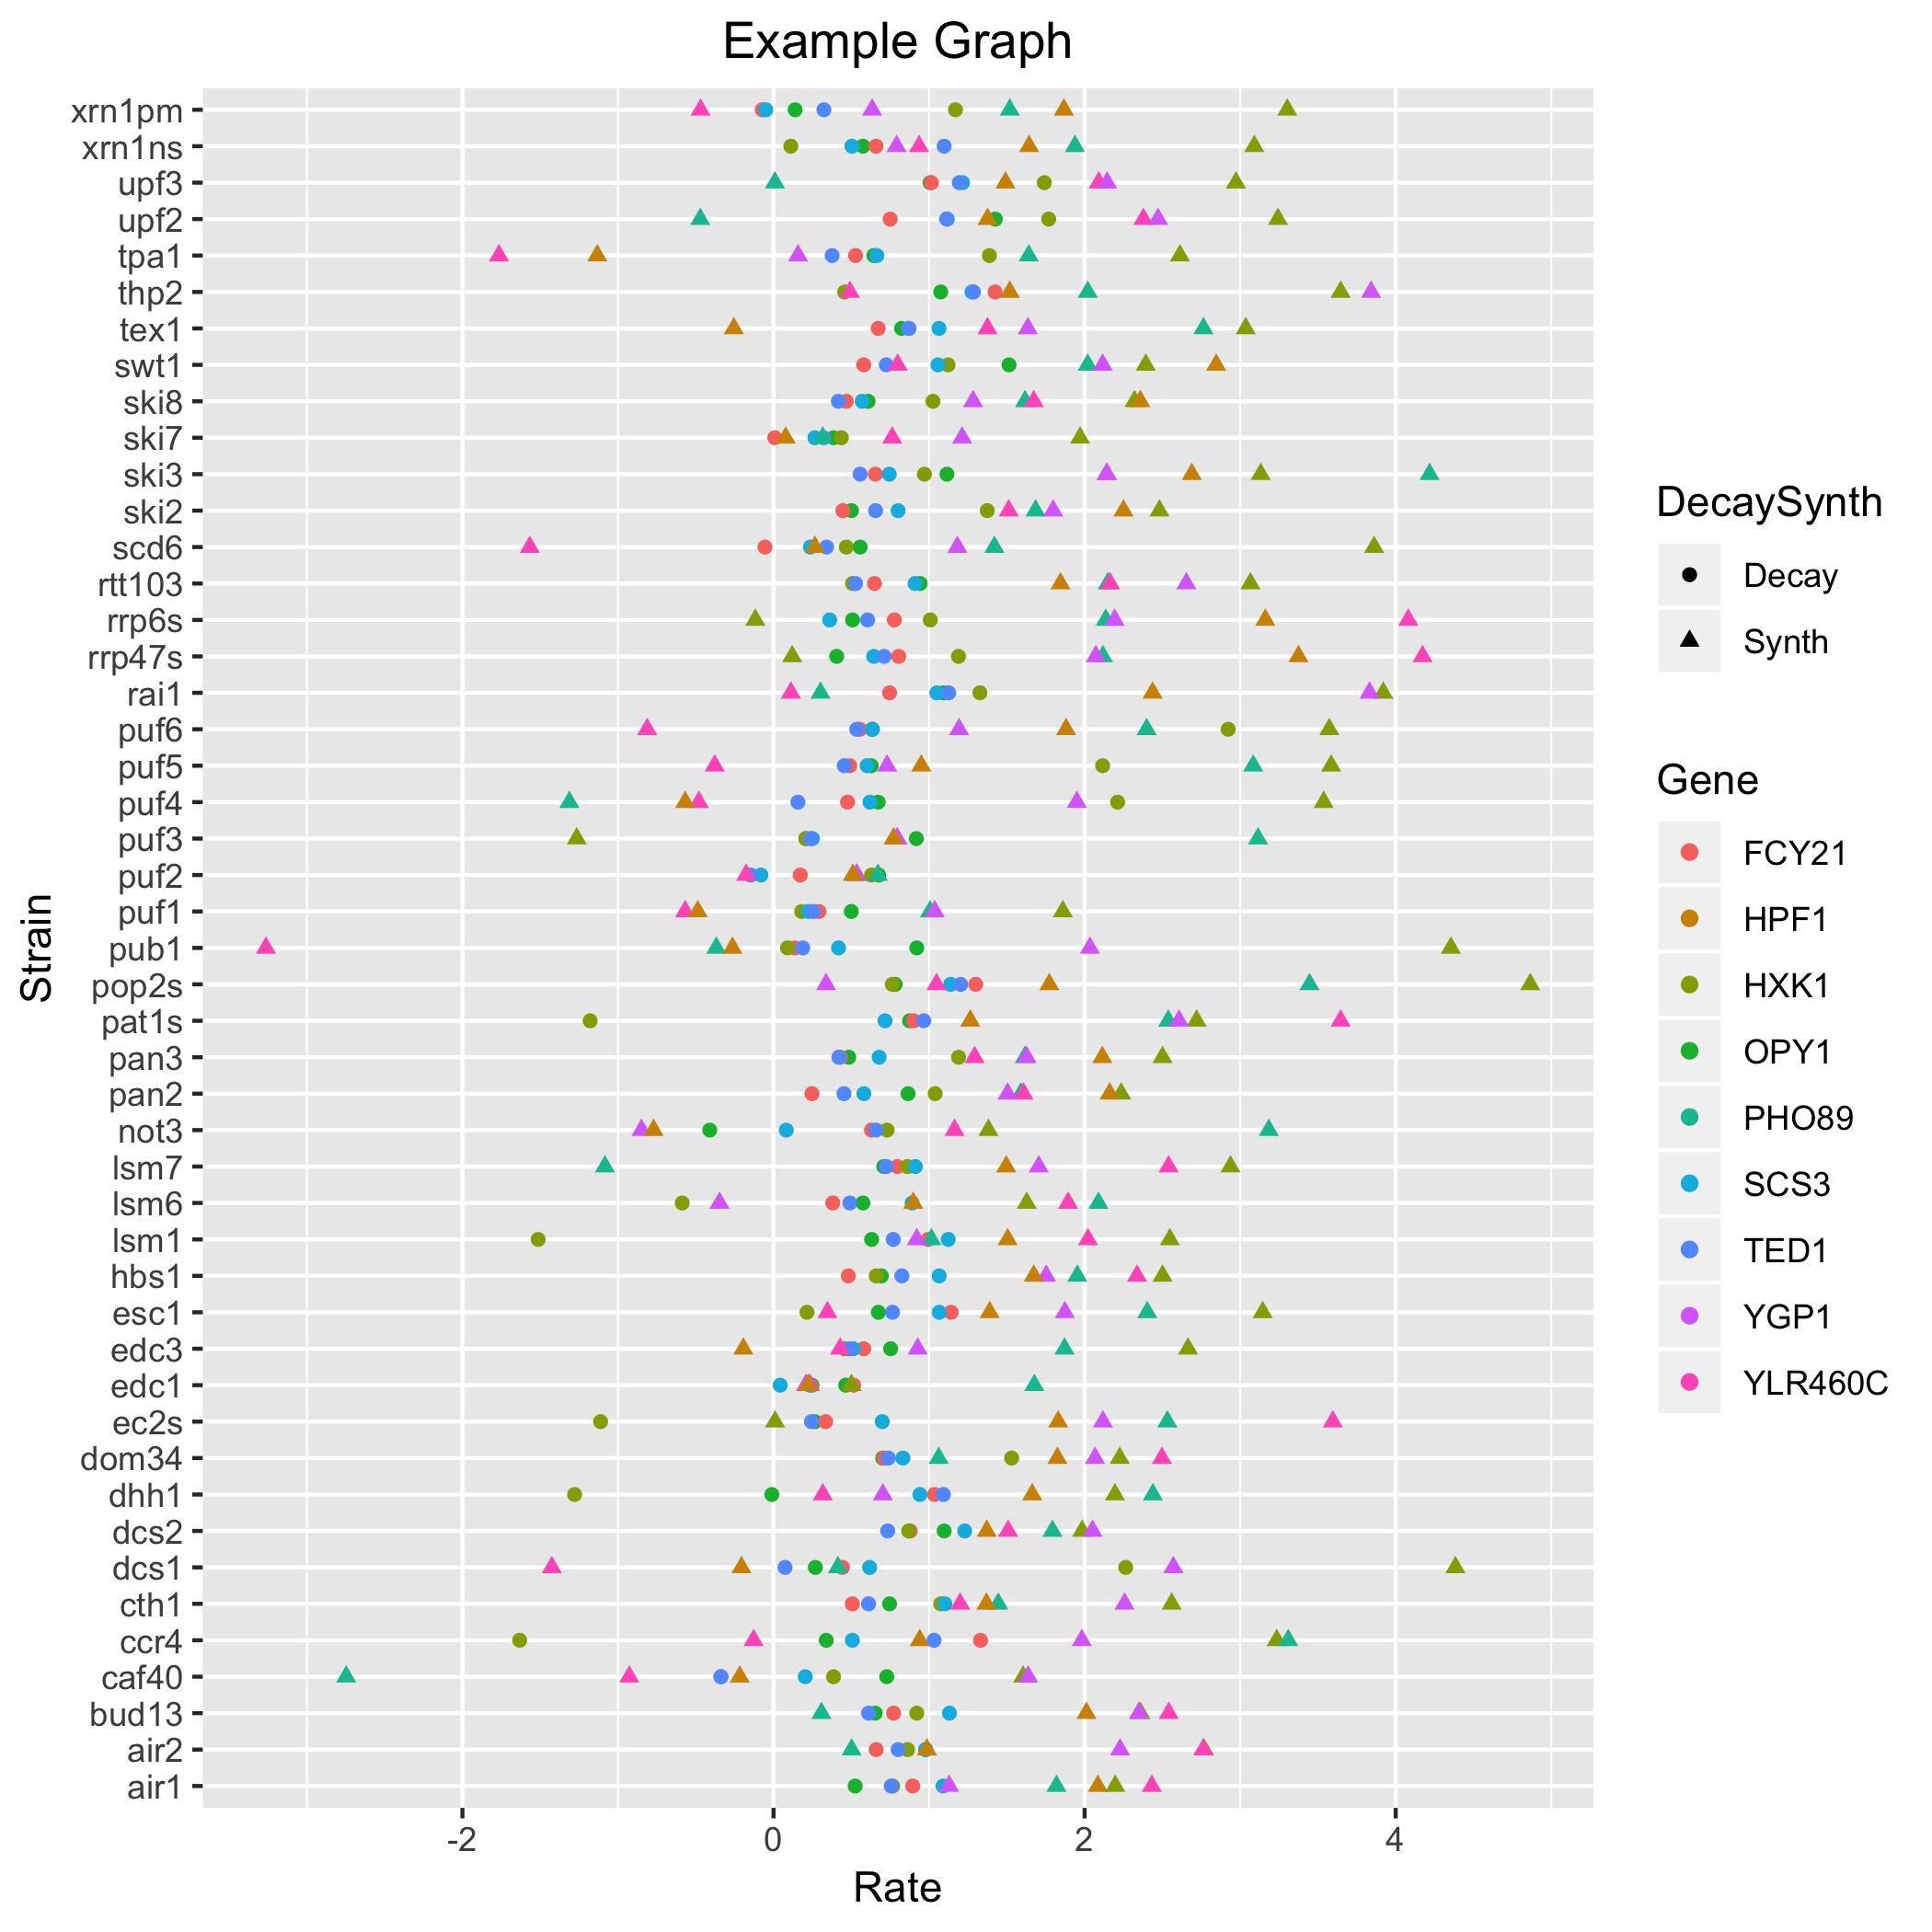 Example Graph
xrn1pm
xrn1ns
upf3
upf2
tpa1
thp2
tex1
swt1
ski8
ski7
ski3
ski2
scd6
rtt103
rrp6s
rrp47s
rai1
puf6
puf5
puf4
puf3
puf2
puf1
pub1
pop2s
pat1s
pan3
pan2
not3
lsm7
lsm6
lsm1
hbs1
esc1
edc3
edc1
ec2s
dom34
dhh1
dcs2
dcs1
cth1
ccr4
caf40
bud13
air2
air1
Strain
-2 0 2 4
Rate
DecaySynth
Decay
Synth
Gene
FCY21
HPF1
HXK1
OPY1
PHO89
SCS3
TED1
YGP1
YLR460C